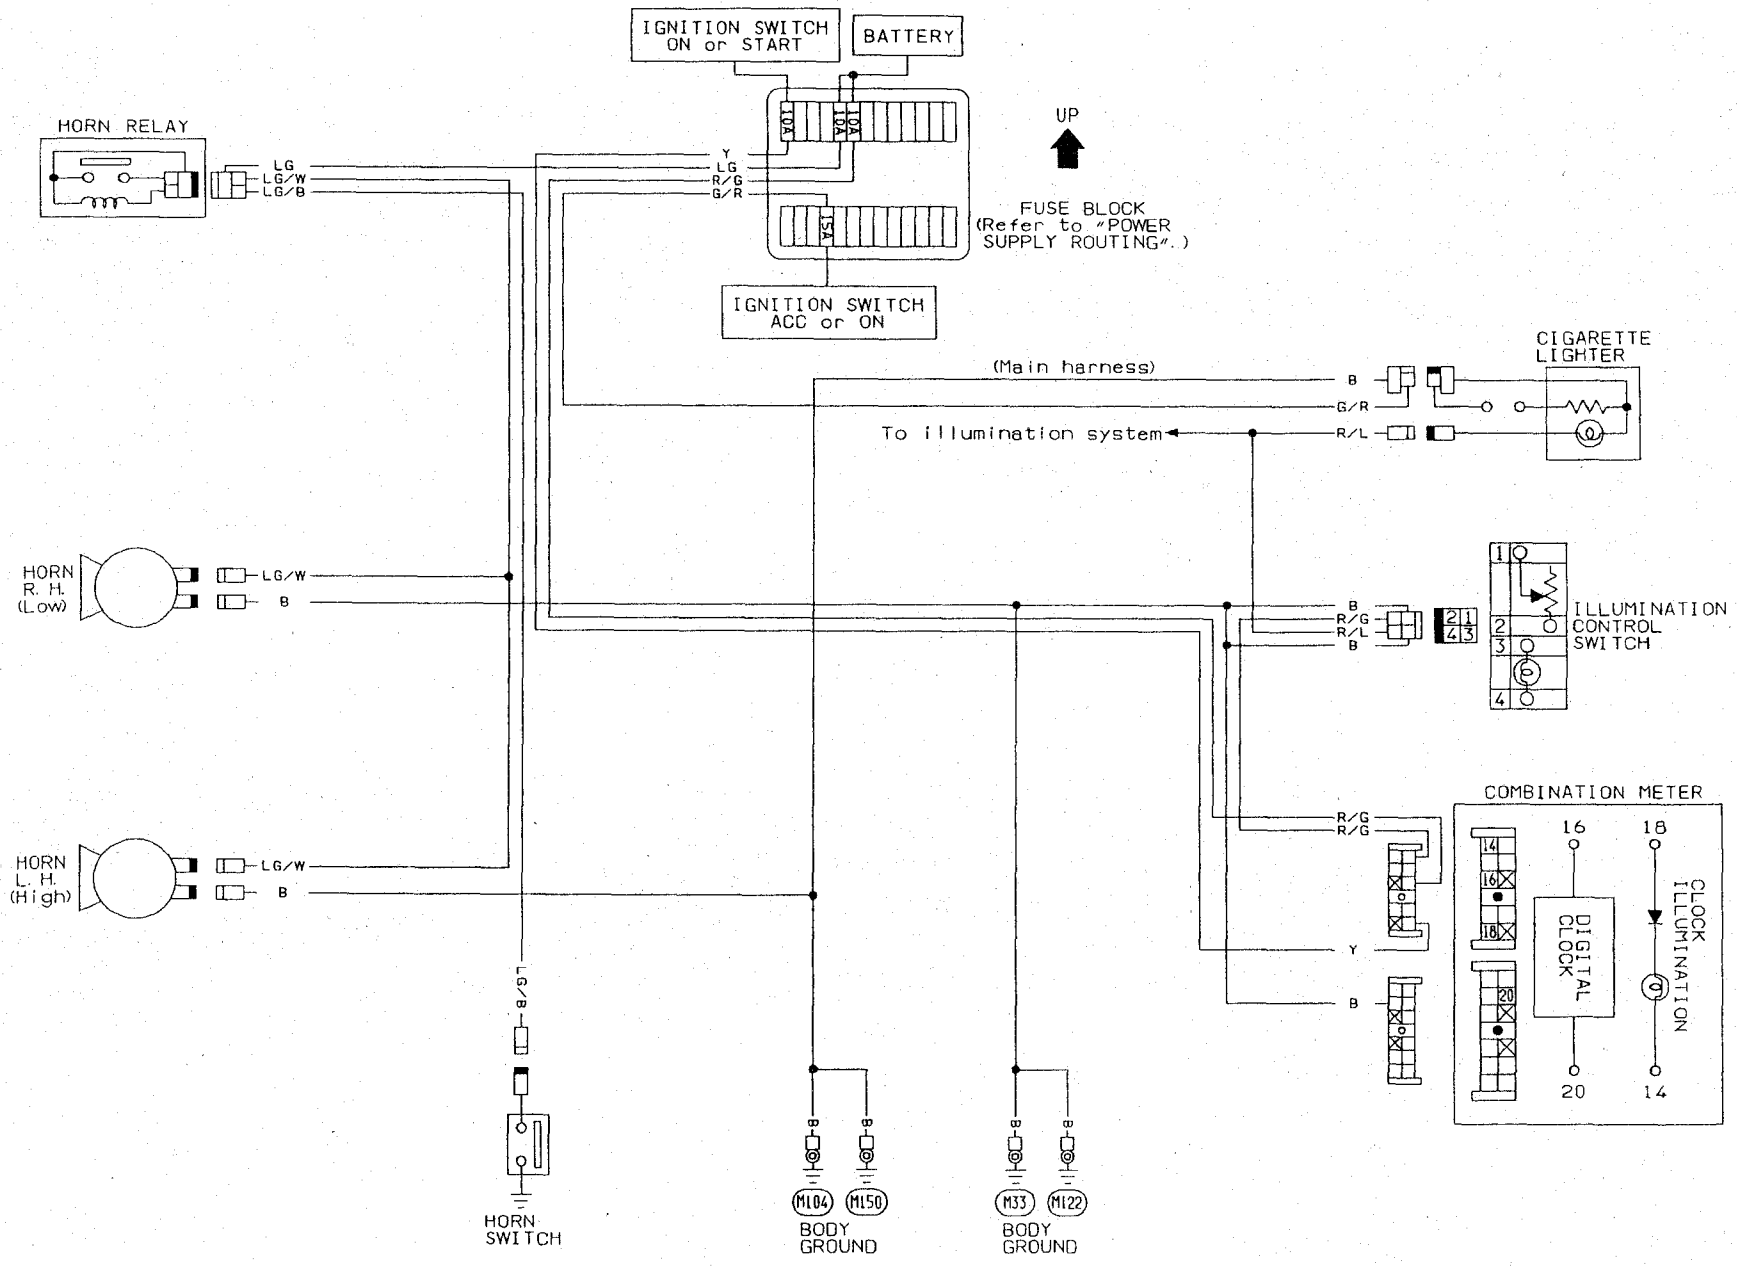 IGNITION SWITCH
ON or START
BATTERY
HORN RELAY
10A
10A
10A
UP
LG
LG/W
LG/B
Y
LG
R/G
G/R
15A
FUSE BLOCK
(Refer to "POWER
SUPPLY ROUTING".)
IGNITION SWITCH
ACC or ON
CIGARETTE
LIGHTER
(Main harness)
B
G/R
To illumination system
R/L
HORN
R. H.
(Low)
LG/W
B
1
2
3
4
ILLUMINATION
CONTROL
SWITCH
B
R/G
R/L
B
2 1
4 3
COMBINATION METER
R/G
R/G
14
16
18
16
18
HORN
L. H.
(High)
LG/W
B
CLOCK
ILLUMINATION
DIGITAL
CLOCK
Y
B
20
20
14
LG/B
B
B
B
B
M104
M150
M33
M122
BODY
GROUND
BODY
GROUND
HORN
SWITCH